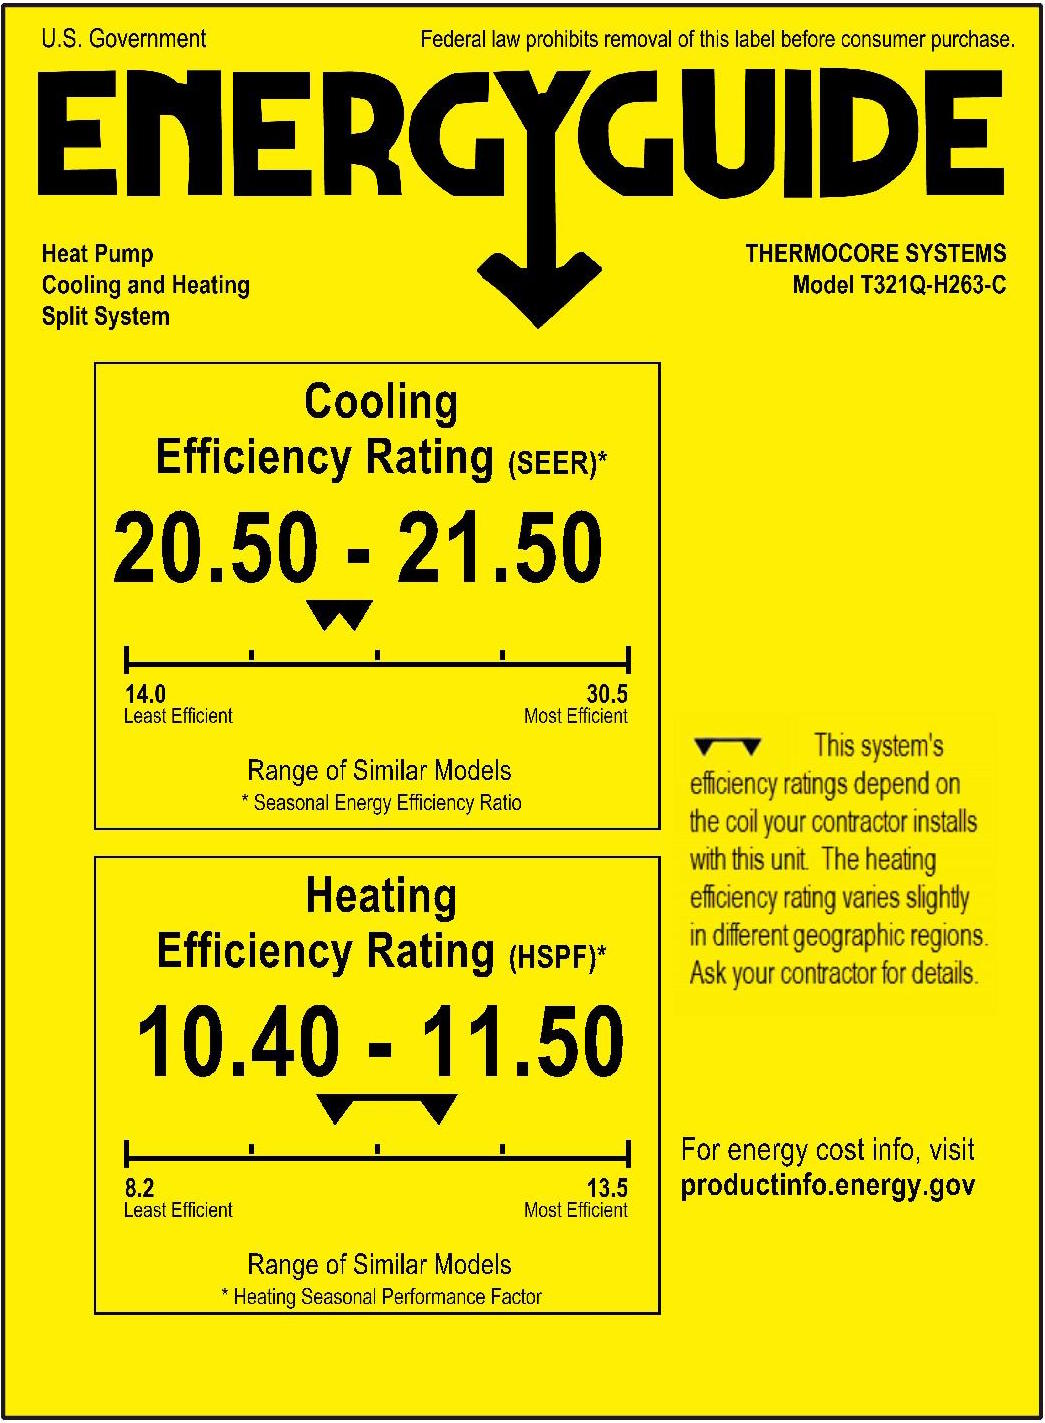 U.S. Government
Federal law prohibits removal of this label before consumer purchase.
ENERGYGUIDE
Heat Pump
Cooling and Heating
Split System
THERMOCORE SYSTEMS
Model T321Q-H263-C
Cooling
Efficiency Rating (SEER)*
20.50 - 21.50
14.0
Least Efficient
30.5
Most Efficient
Range of Similar Models
* Seasonal Energy Efficiency Ratio
This system's
efficiency ratings depend on
the coil your contractor installs
with this unit. The heating
efficiency rating varies slightly
in different geographic regions.
Ask your contractor for details.
Heating
Efficiency Rating (HSPF)*
10.40 - 11.50
8.2
Least Efficient
13.5
Most Efficient
Range of Similar Models
* Heating Seasonal Performance Factor
For energy cost info, visit
productinfo.energy.gov